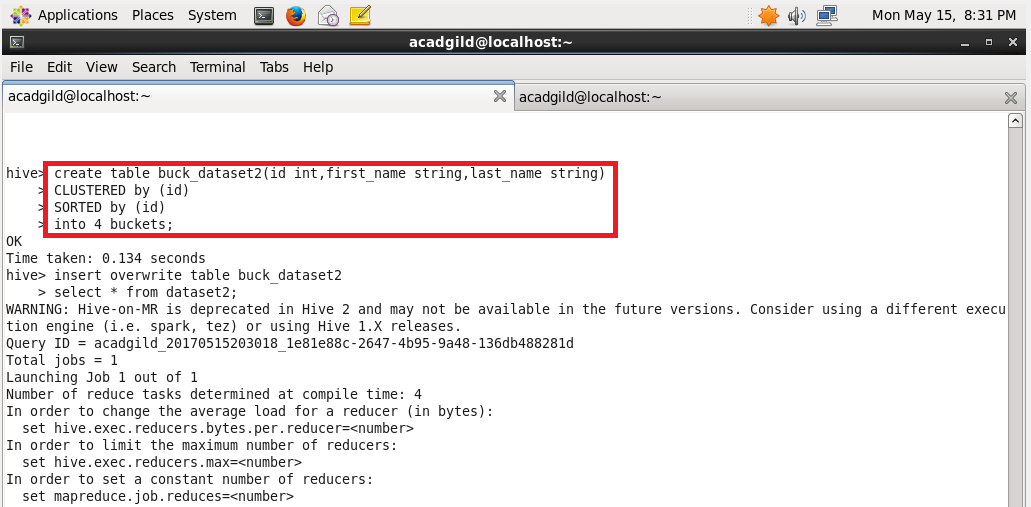 Applications Places System Mon May 15, 8:31 PM
acadgild@localhost:~
File Edit View Search Terminal Tabs Help
acadgild@localhost:~ acadgild@localhost:~
hive> create table buck_dataset2(id int,first_name string,last_name string)
    > CLUSTERED by (id)
    > SORTED by (id)
    > into 4 buckets;
OK
Time taken: 0.134 seconds
hive> insert overwrite table buck_dataset2
    > select * from dataset2;
WARNING: Hive-on-MR is deprecated in Hive 2 and may not be available in the future versions. Consider using a different execu
tion engine (i.e. spark, tez) or using Hive 1.X releases.
Query ID = acadgild_20170515203018_1e81e88c-2647-4b95-9a48-136db488281d
Total jobs = 1
Launching Job 1 out of 1
Number of reduce tasks determined at compile time: 4
In order to change the average load for a reducer (in bytes):
  set hive.exec.reducers.bytes.per.reducer=<number>
In order to limit the maximum number of reducers:
  set hive.exec.reducers.max=<number>
In order to set a constant number of reducers:
  set mapreduce.job.reduces=<number>